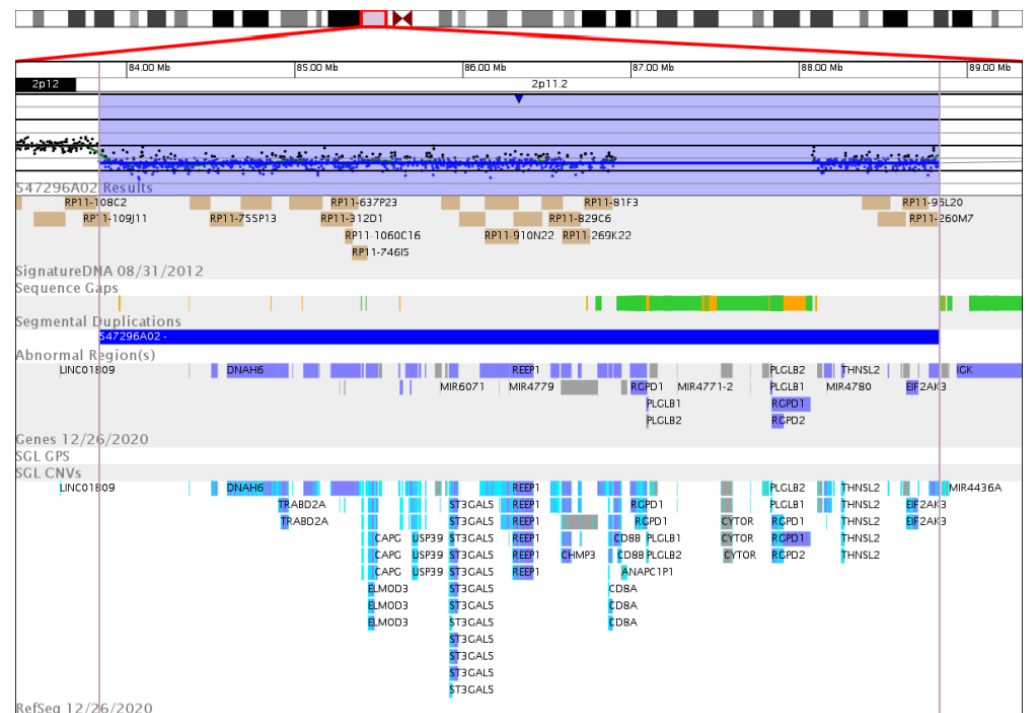 84.00 Mb 85.00 Mb 86.00 Mb 87.00 Mb 88.00 Mb 89.00 Mb
2p12 2p11.2
547296A02 Results
RP11-108C2 RP11-637P23 RP11-81F3 RP11-95L20
RP11-109J11 RP11-755P13 RP11-312D1 RP11-829C6 RP11-260M7
RP11-1060C16 RP11-910N22 RP11-269K22
RP11-746I5
SignatureDNA 08/31/2012
Sequence Gaps
Segmental Duplications
547296A02 -
Abnormal Region(s)
LINC01809 DNAH6 REEP1 PLGLB2 THNSL2 IGK
MIR6071 MIR4779 RGPD1 MIR4771-2 PLGLB1 MIR4780 EIF2AK3
PLGLB1 RGPD1
PLGLB2 RGPD2
Genes 12/26/2020
SGL GPS
SGL CNVs
LINC01809 DNAH6 REEP1 PLGLB2 THNSL2 MIR4436A
TRABD2A ST3GAL5 REEP1 RGPD1 PLGLB1 THNSL2 EIF2AK3
TRABD2A ST3GAL5 REEP1 RGPD1 CYTOR RGPD1 THNSL2 EIF2AK3
CAPG USP39 ST3GAL5 REEP1 CD8B PLGLB1 CYTOR RGPD1 THNSL2
CAPG USP39 ST3GAL5 REEP1 CHMP3 CD8B PLGLB2 CYTOR RGPD2 THNSL2
CAPG USP39 ST3GAL5 REEP1 ANAPC1P1
ELMOD3 ST3GAL5 CD8A
ELMOD3 ST3GAL5 CD8A
ELMOD3 ST3GAL5 CD8A
ST3GAL5
ST3GAL5
ST3GAL5
ST3GAL5
RefSeq 12/26/2020